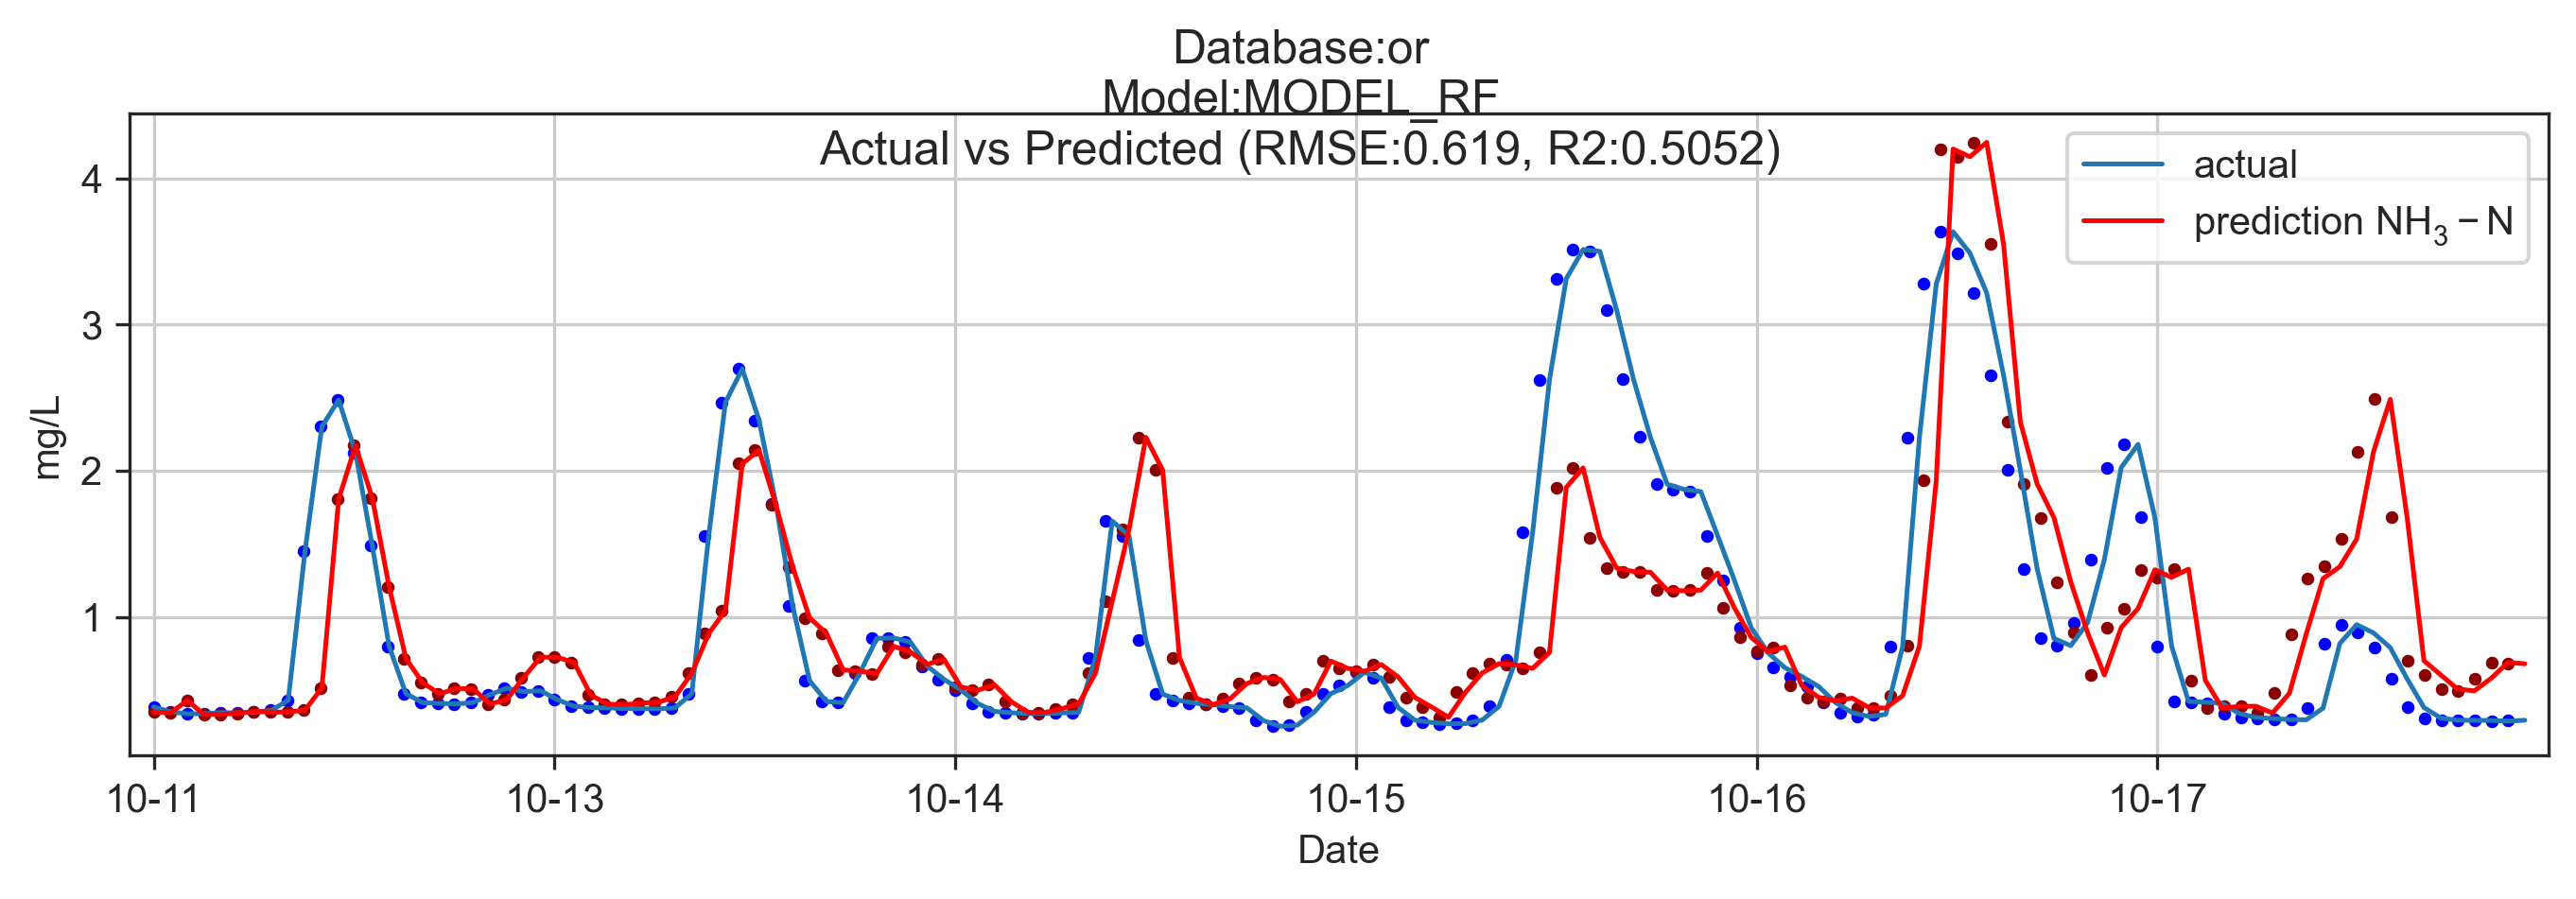 Database:or
Model:MODEL_RF
Actual vs Predicted (RMSE:0.619, R2:0.5052)
actual
prediction NH₃ − N
4
3
2
1
mg/L
10-11 10-13 10-14 10-15 10-16 10-17
Date